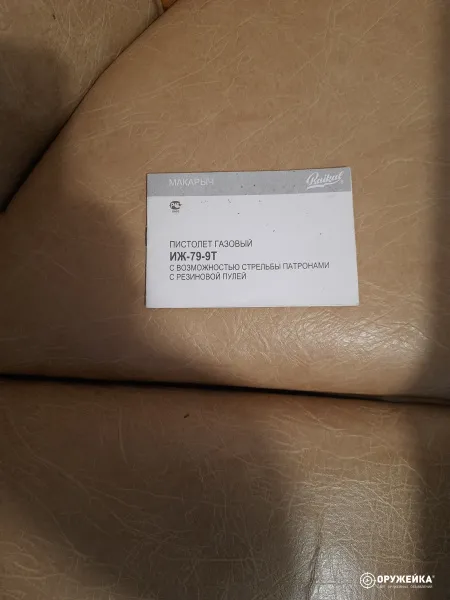 МАКАРЫЧ
Baikal
ПИСТОЛЕТ ГАЗОВЫЙ
ИЖ-79-9Т
С ВОЗМОЖНОСТЬЮ СТРЕЛЬБЫ ПАТРОНАМИ
С РЕЗИНОВОЙ ПУЛЕЙ
ОРУЖЕЙКА